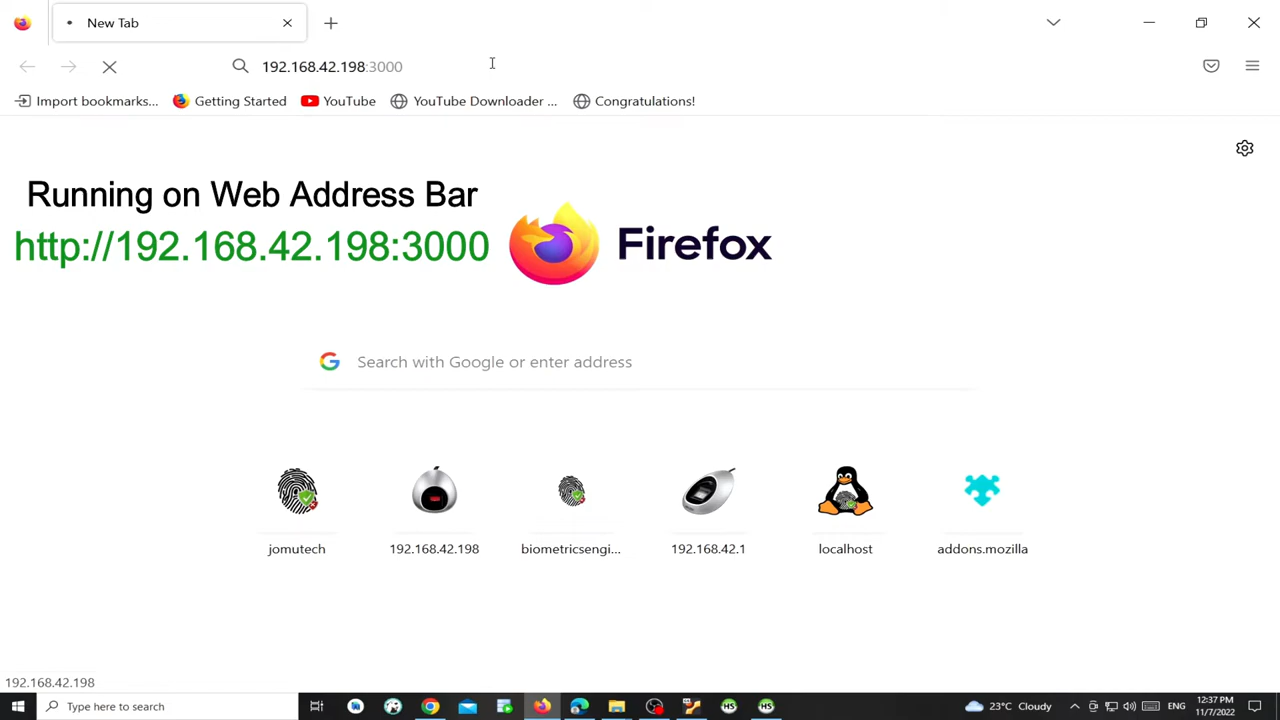 New Tab
192.168.42.198:3000
Import bookmarks...
Getting Started
YouTube
YouTube Downloader ...
Congratulations!
Running on Web Address Bar
http://192.168.42.198:3000
Firefox
Search with Google or enter address
jomutech
192.168.42.198
biometricsengi...
192.168.42.1
localhost
addons.mozilla
192.168.42.198
Type here to search
HS
HS
23°C Cloudy
ENG
12:37 PM
11/7/2022